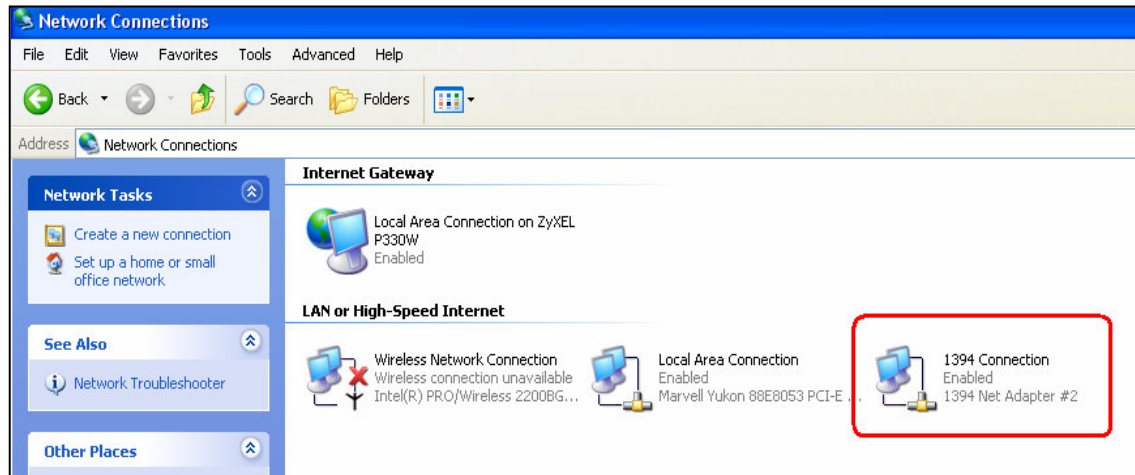 Network Connections
File Edit View Favorites Tools Advanced Help
Back Search Folders
Address Network Connections
Network Tasks
Create a new connection
Set up a home or small
office network
See Also
Network Troubleshooter
Other Places
Internet Gateway
Local Area Connection on ZyXEL
P330W
Enabled
LAN or High-Speed Internet
Wireless Network Connection
Wireless connection unavailable
Intel(R) PRO/Wireless 2200BG...
Local Area Connection
Enabled
Marvell Yukon 88E8053 PCI-E ...
1394 Connection
Enabled
1394 Net Adapter #2